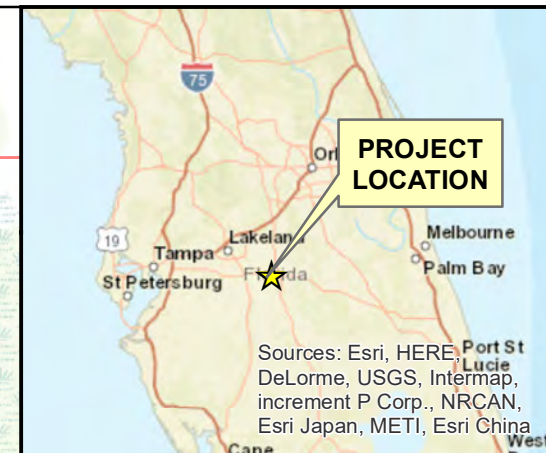 75
PROJECT
LOCATION
Orl
19
Tampa
Lakeland
Melbourne
Palm Bay
St Petersburg
Florida
Sources: Esri, HERE,
DeLorme, USGS, Intermap,
increment P Corp., NRCAN,
Esri Japan, METI, Esri China
Port St
Lucie
West
Cape